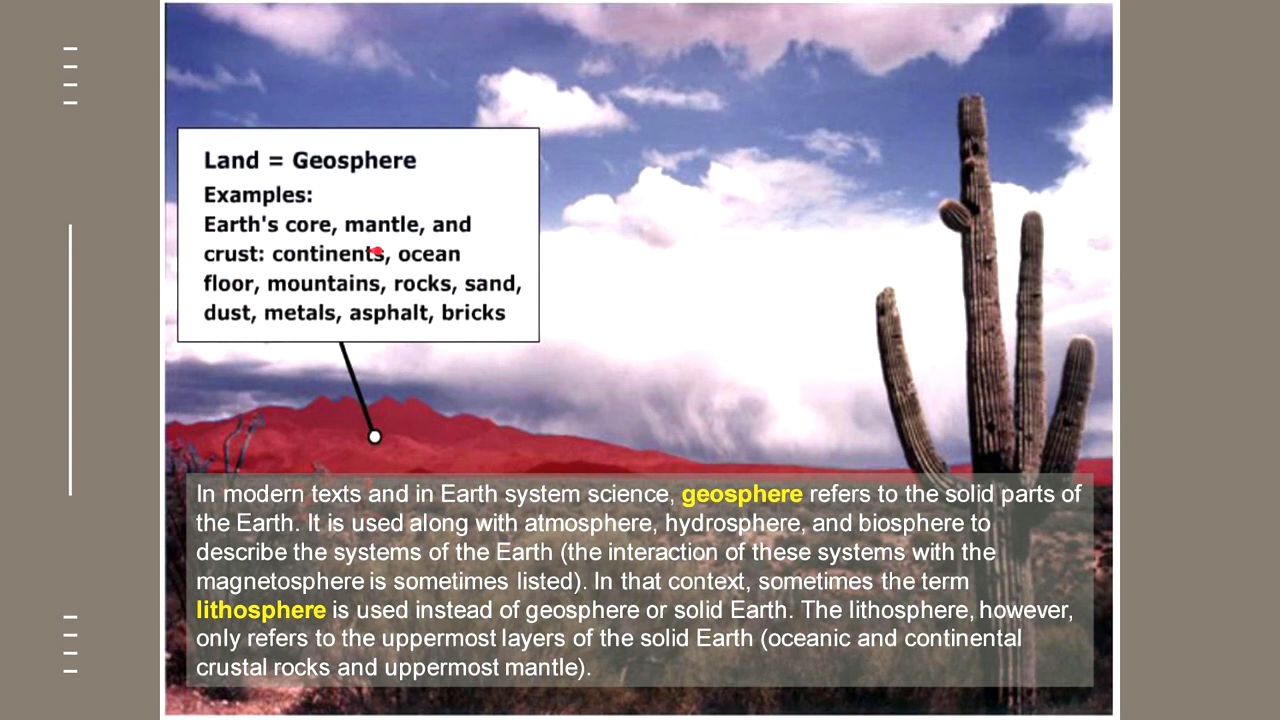 Land = Geosphere
Examples:
Earth's core, mantle, and
crust: continents, ocean
floor, mountains, rocks, sand,
dust, metals, asphalt, bricks
In modern texts and in Earth system science, geosphere refers to the solid parts of
the Earth. It is used along with atmosphere, hydrosphere, and biosphere to
describe the systems of the Earth (the interaction of these systems with the
magnetosphere is sometimes listed). In that context, sometimes the term
lithosphere is used instead of geosphere or solid Earth. The lithosphere, however,
only refers to the uppermost layers of the solid Earth (oceanic and continental
crustal rocks and uppermost mantle).